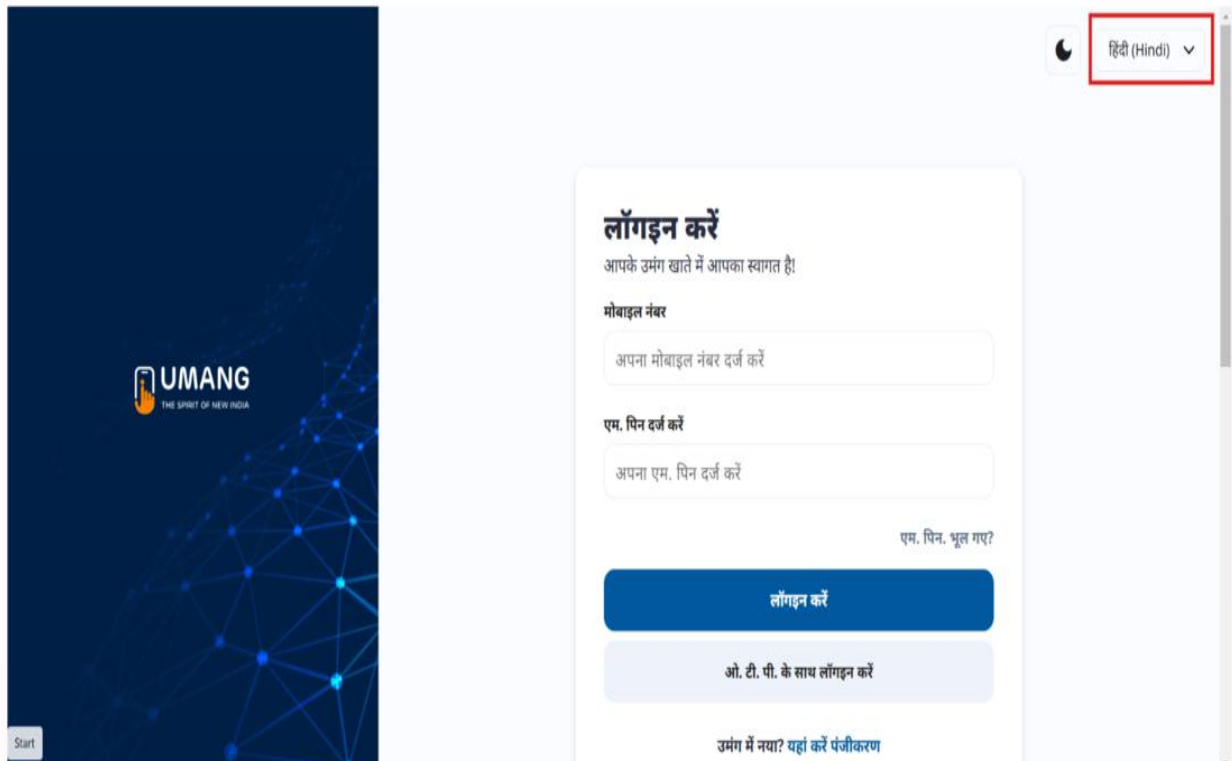 हिंदी (Hindi)
UMANG
THE SPIRIT OF NEW INDIA
लॉगइन करें
आपके उमंग खाते में आपका स्वागत है!
मोबाइल नंबर
अपना मोबाइल नंबर दर्ज करें
एम. पिन दर्ज करें
अपना एम. पिन दर्ज करें
एम. पिन. भूल गए?
लॉगइन करें
ओ. टी. पी. के साथ लॉगइन करें
उमंग में नया? यहां करें पंजीकरण
Start